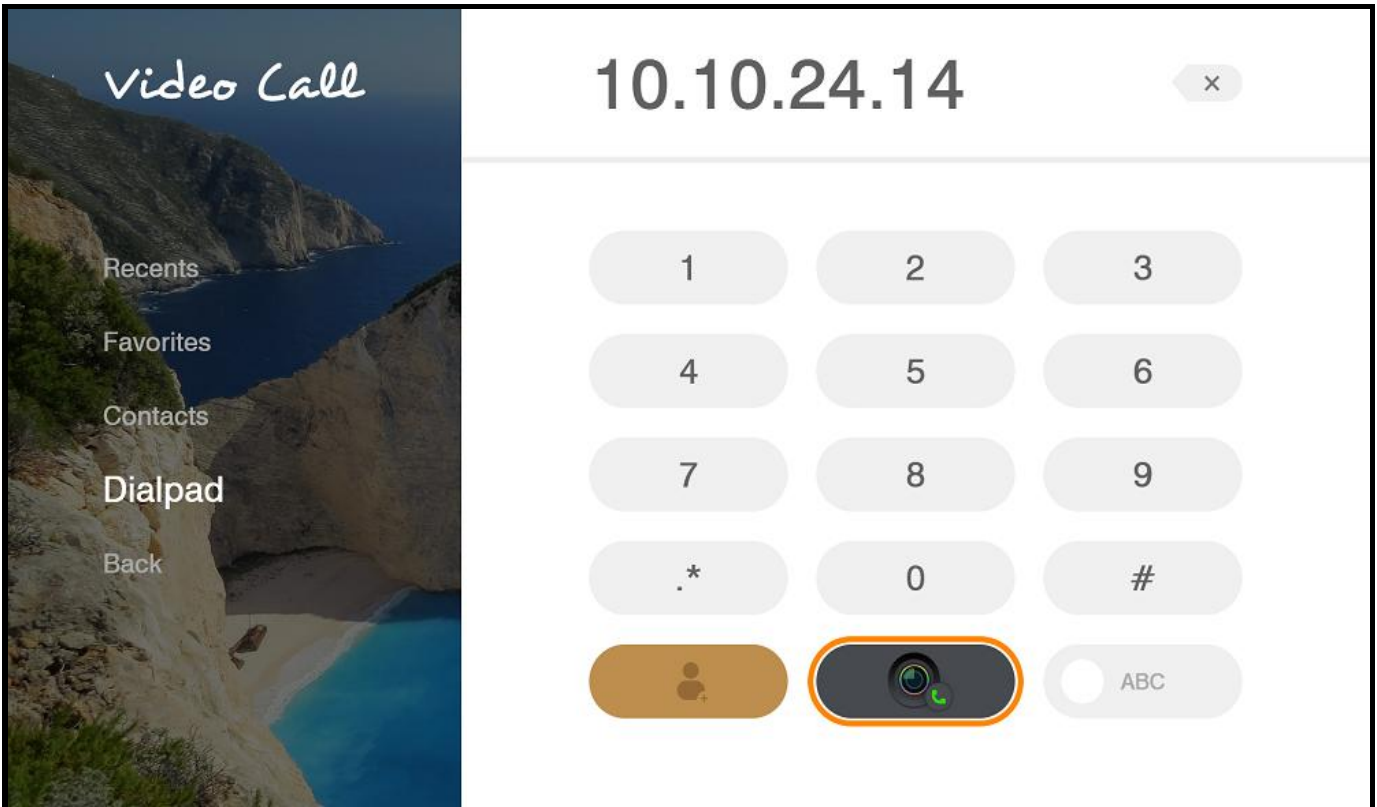 Video Call
Recents
Favorites
Contacts
Dialpad
Back
10.10.24.14
1 2 3
4 5 6
7 8 9
.* 0 #
ABC